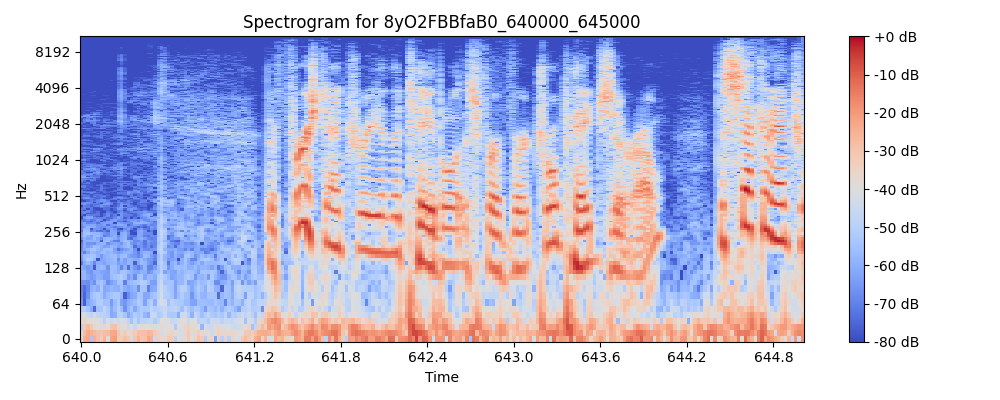 Spectrogram for 8yO2FBBfaB0_640000_645000
8192
4096
2048
1024
512
256
128
64
0
Hz
640.0 640.6 641.2 641.8 642.4 643.0 643.6 644.2 644.8
Time
+0 dB
-10 dB
-20 dB
-30 dB
-40 dB
-50 dB
-60 dB
-70 dB
-80 dB